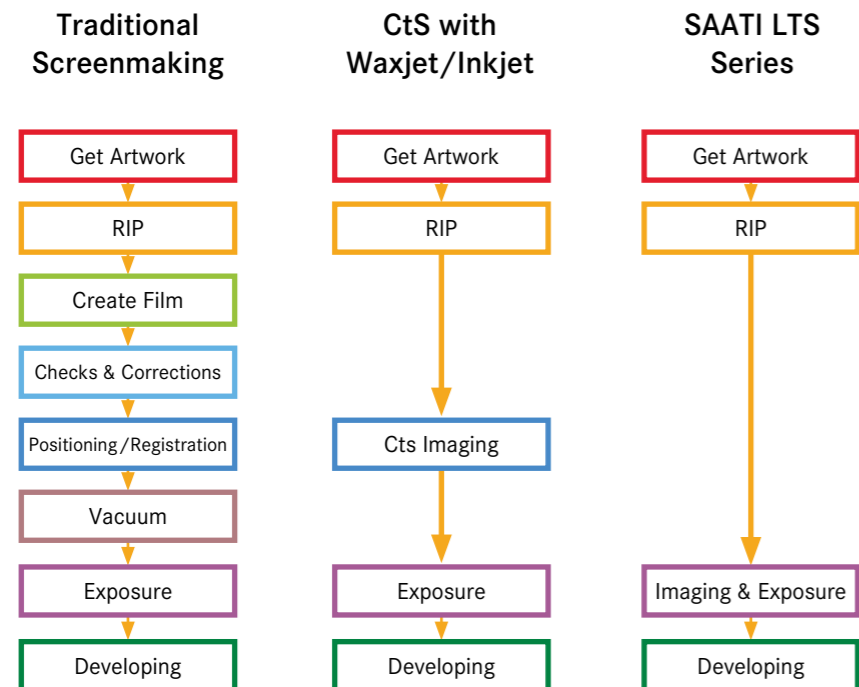 Traditional
Screenmaking
Get Artwork
RIP
Create Film
Checks & Corrections
Positioning/Registration
Vacuum
Exposure
Developing
CtS with
Waxjet/Inkjet
Get Artwork
RIP
Cts Imaging
Exposure
Developing
SAATI LTS
Series
Get Artwork
RIP
Imaging & Exposure
Developing